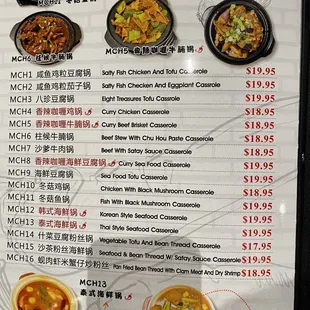 MCH11 冬菇鱼煲
MCH6 柱候牛腩锅
MCH5 香辣咖喱牛腩锅
MCH1 咸鱼鸡粒豆腐锅 Salty Fish Chicken And Tofu Casserole $19.95
MCH2 咸鱼鸡粒茄子锅 Salty Fish Chicken And Eggplant Casserole $19.95
MCH3 八珍豆腐锅 Eight Treasures Tofu Casserole $19.95
MCH4 香辣咖喱鸡锅 Curry Chicken Casserole $18.95
MCH5 香辣咖喱牛腩锅 Curry Beef Brisket Casserole $18.95
MCH6 柱候牛腩锅 Beef Stew with Chu Hou Paste Casserole $18.95
MCH7 沙爹牛肉锅 Beef With Satay Sauce Casserole $18.95
MCH8 香辣咖喱海鲜豆腐锅 Curry Sea Food Casserole $19.95
MCH9 海鲜豆腐锅 Sea Food Tofu Casserole $19.95
MCH10 冬菇鸡锅 Chicken With Black Mushroom Casserole $18.95
MCH11 冬菇鱼锅 Fish With Black Mushroom Casserole $19.95
MCH12 韩式海鲜锅 Korean Style Seafood Casserole $19.95
MCH13 泰式海鲜锅 Thai Style Seafood Casserole $19.95
MCH14 什菜豆腐粉丝锅 Vegetable Tofu And Bean Thread Casserole $17.95
MCH15 沙茶粉丝海鲜锅 Seafood & Bean Thread W/ Satay Sauce Casserole $19.95
MCH16 蚬肉虾米蟹仔炒粉丝 Pan Fried Bean Thread with Clam Meat And Dry Shrimp $18.95
MCH13
泰式海鲜锅